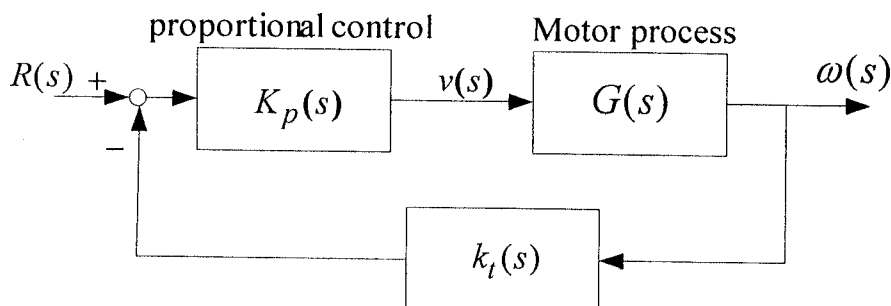 proportional control
Motor process
R(s) +
K_p(s)
v(s)
G(s)
ω(s)
−
k_t(s)